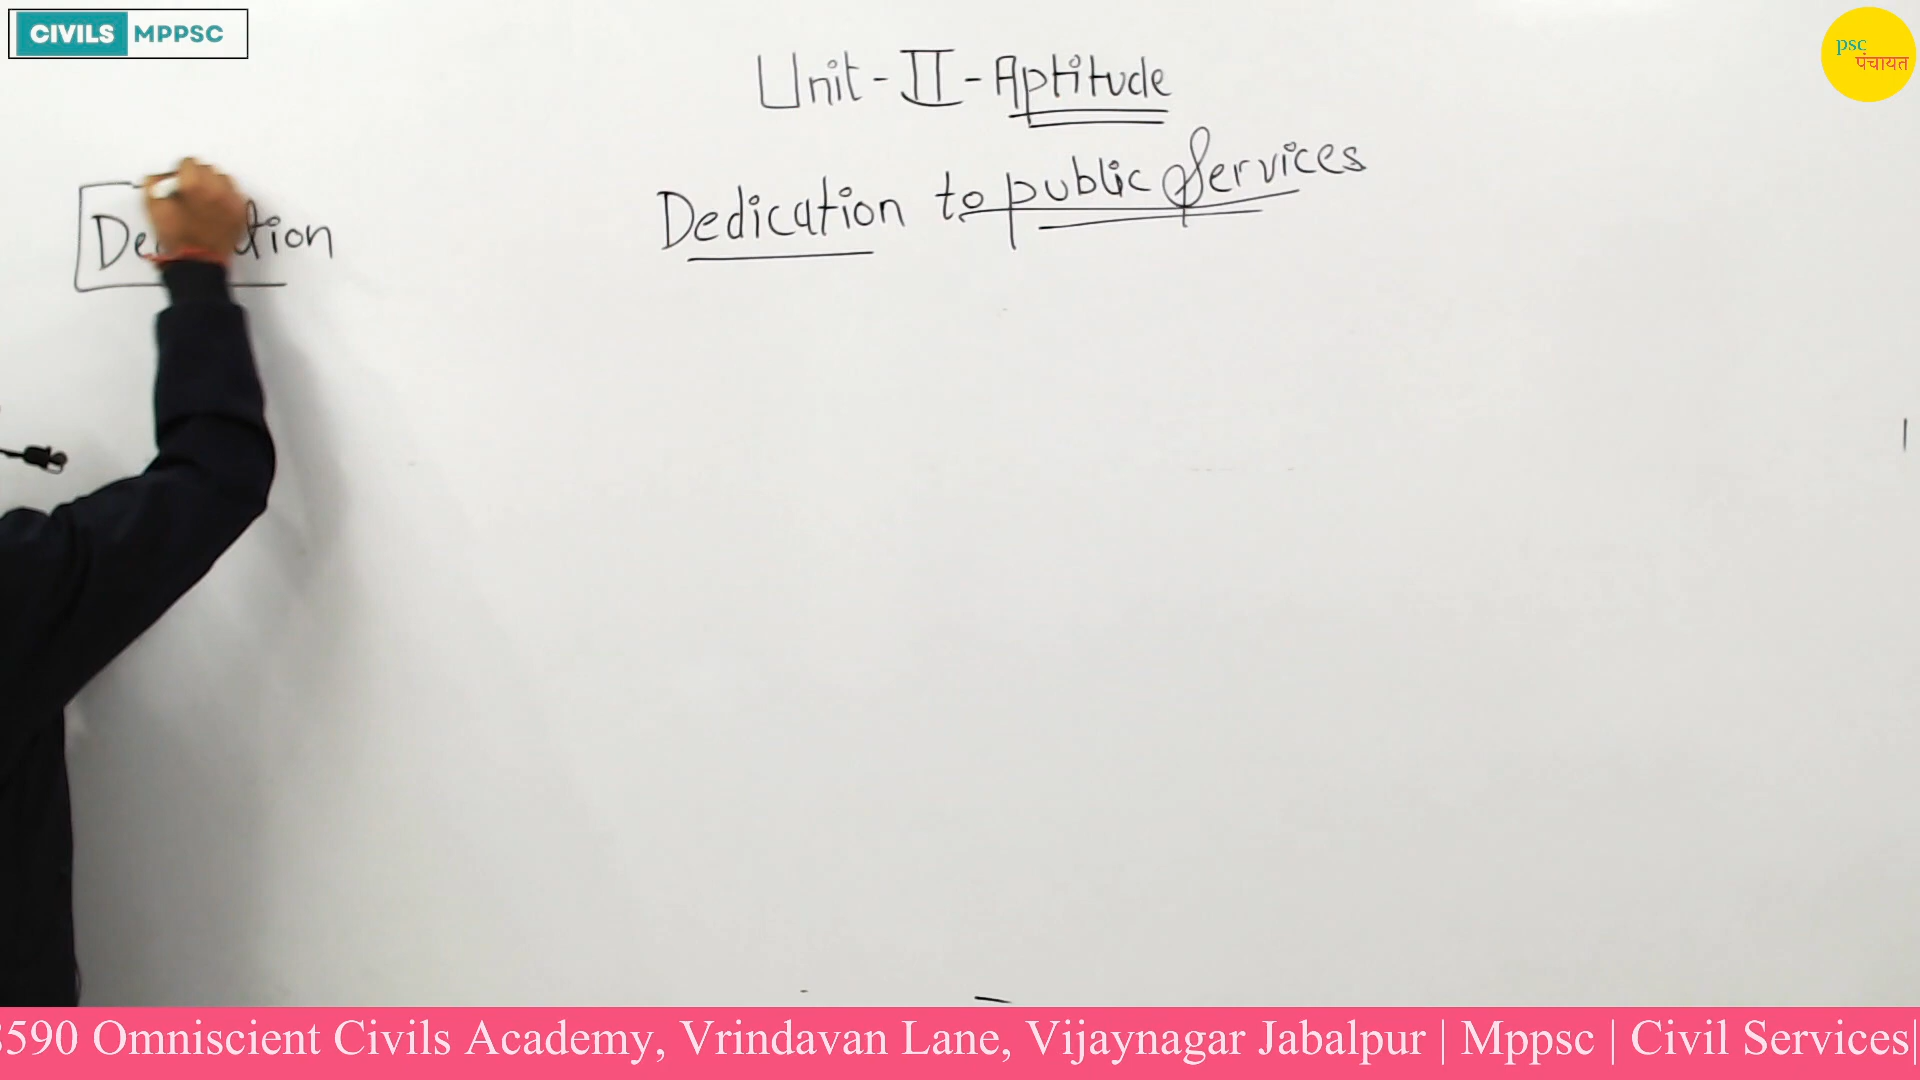 CIVILS MPPSC
psc
पंचायत
Unit - II - Aptitude
Dedication to public Services
590 Omniscient Civils Academy, Vrindavan Lane, Vijaynagar Jabalpur | Mppsc | Civil Services|